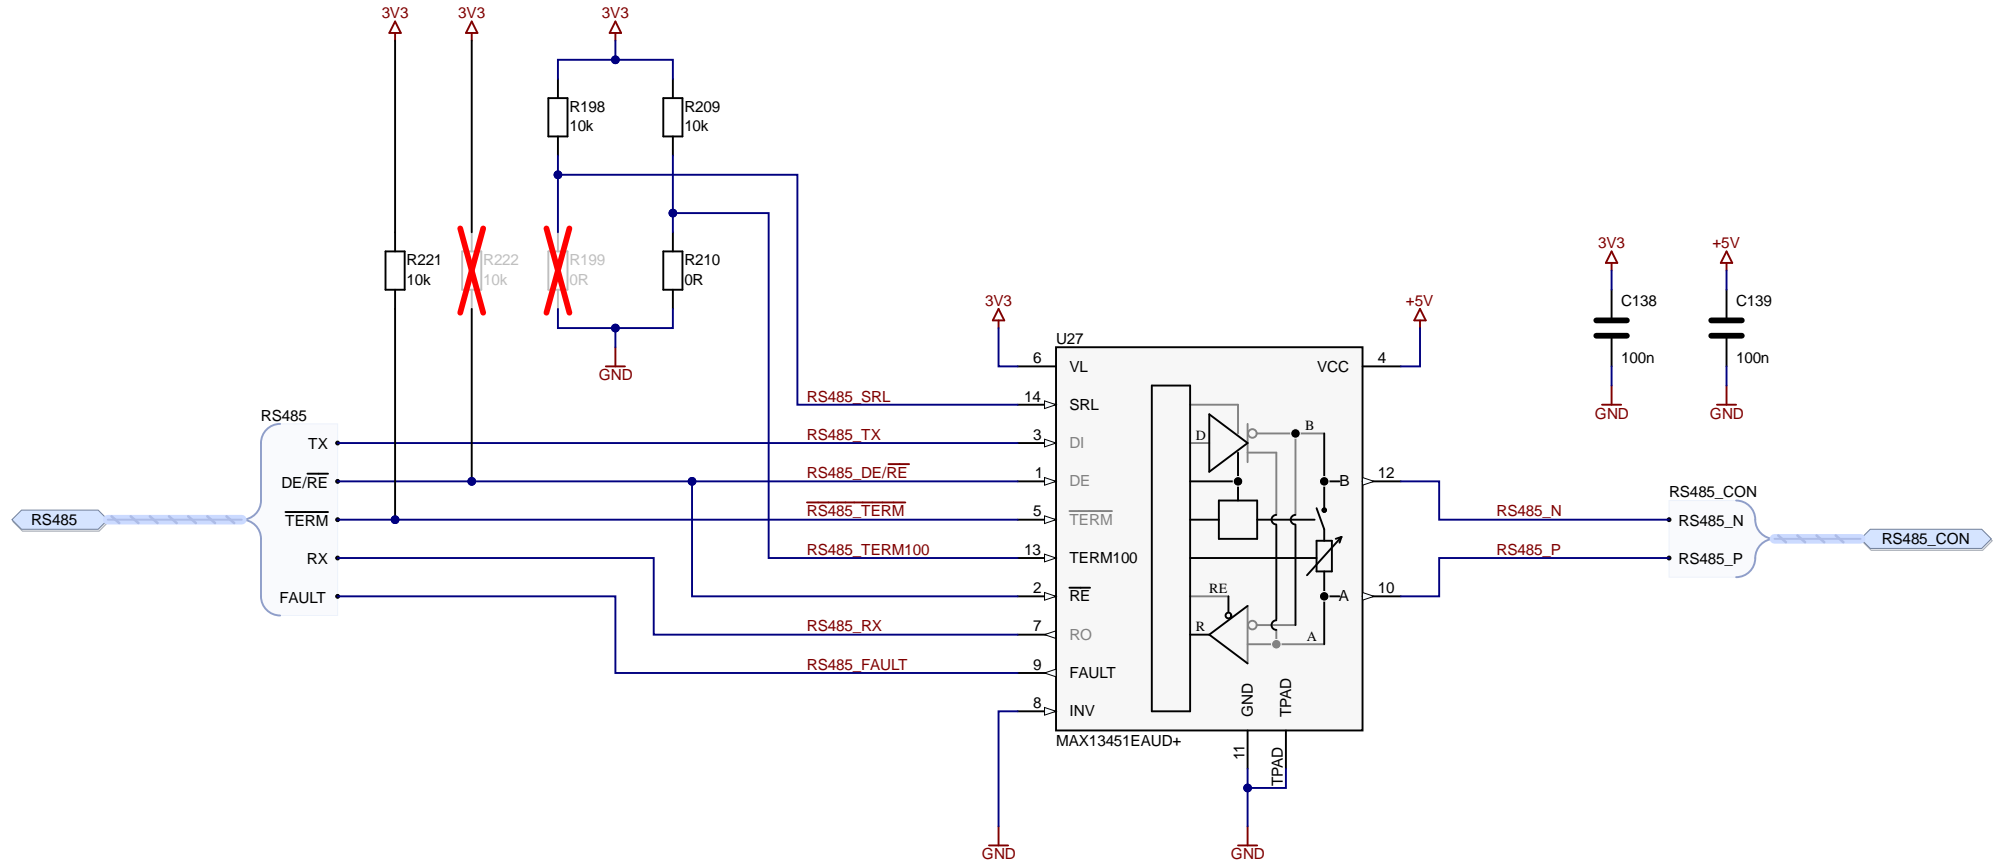 3V3
3V3
3V3
R198
10k
R209
10k
R221
10k
R222
10k
R199
0R
R210
0R
GND
3V3
+5V
3V3
+5V
C138
100n
C139
100n
GND
GND
RS485
RS485
TX
DE/RE
TERM
RX
FAULT
RS485_SRL
RS485_TX
RS485_DE/RE
RS485_TERM
RS485_TERM100
RS485_RX
RS485_FAULT
U27
6
VL
14
SRL
3
DI
1
DE
5
TERM
13
TERM100
2
RE
7
RO
9
FAULT
8
INV
VCC
4
D
B
B
12
RE
R
A
A
10
GND
TPAD
11
TPAD
MAX13451EAUD+
GND
GND
RS485_N
RS485_P
RS485_CON
RS485_N
RS485_P
RS485_CON